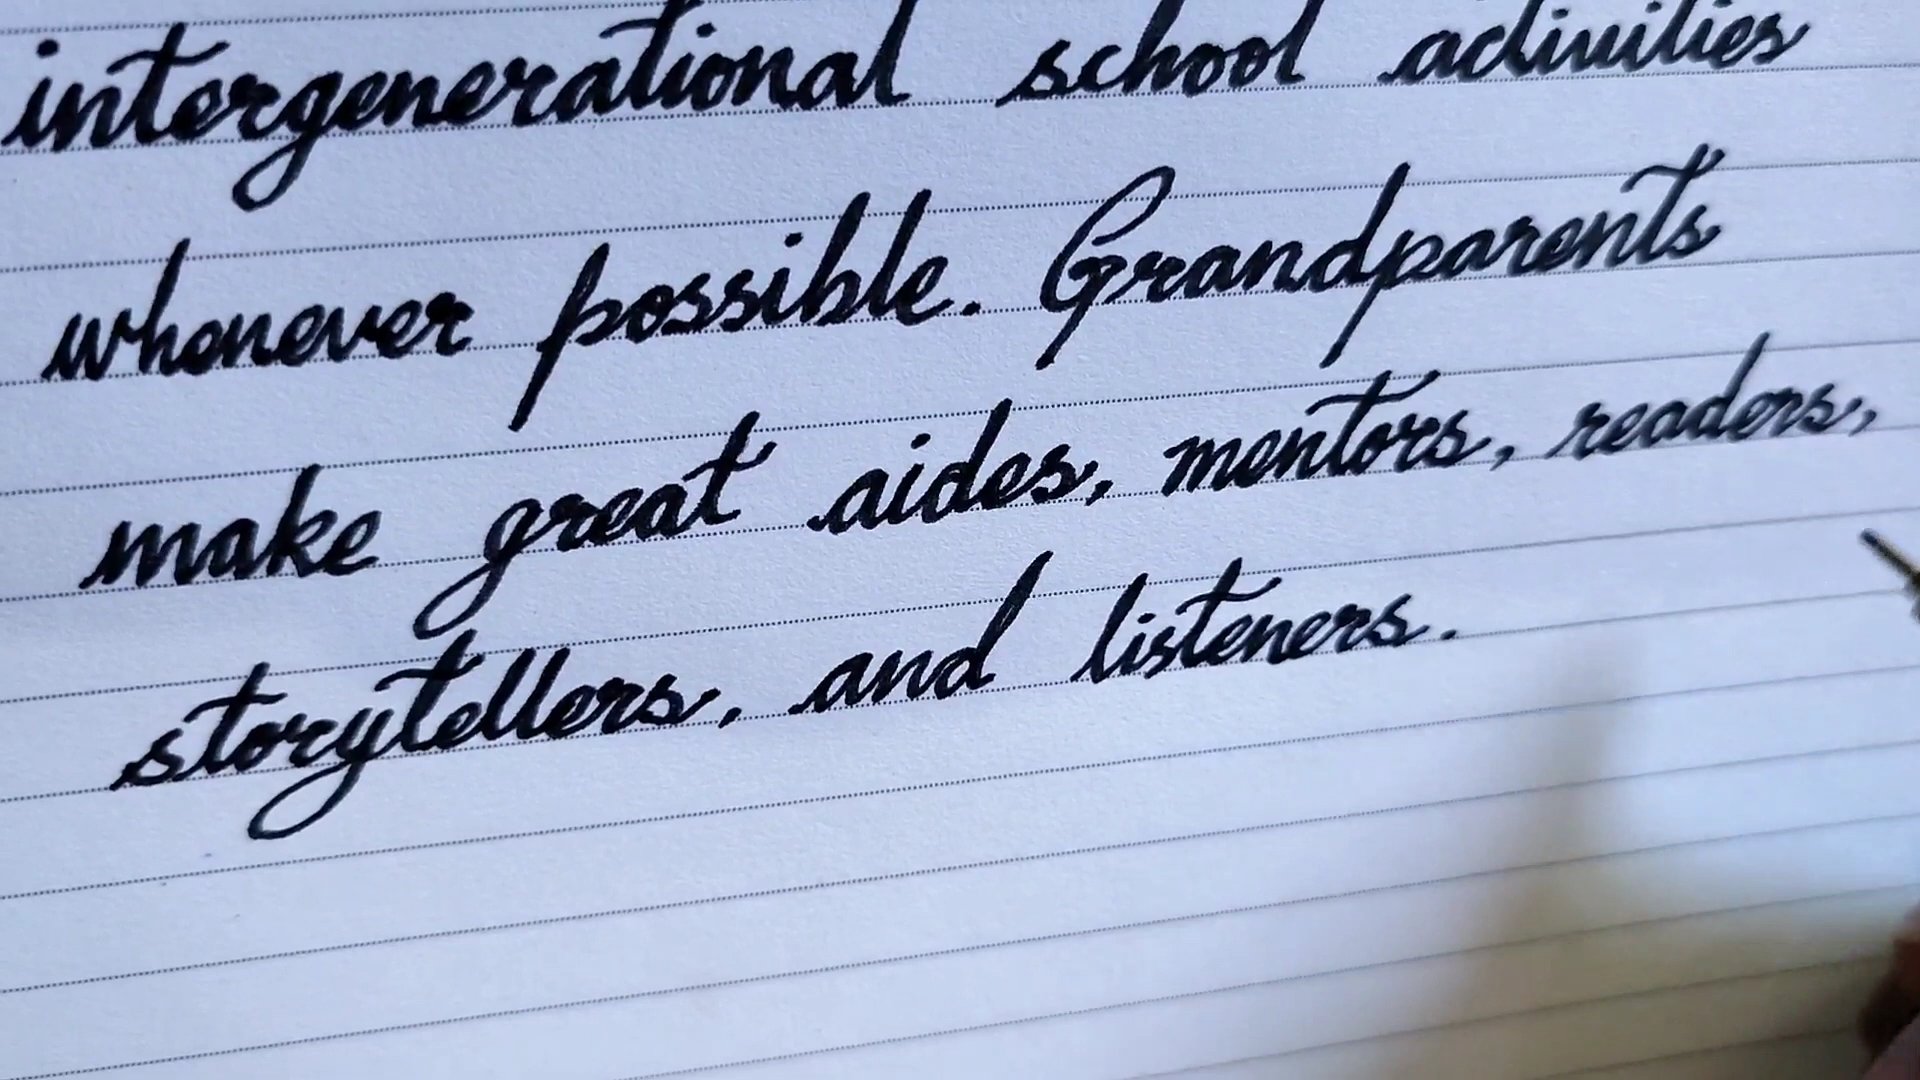 intergenerational school activities
whenever possible. Grandparents
make great aides, mentors, readers,
storytellers, and listeners.